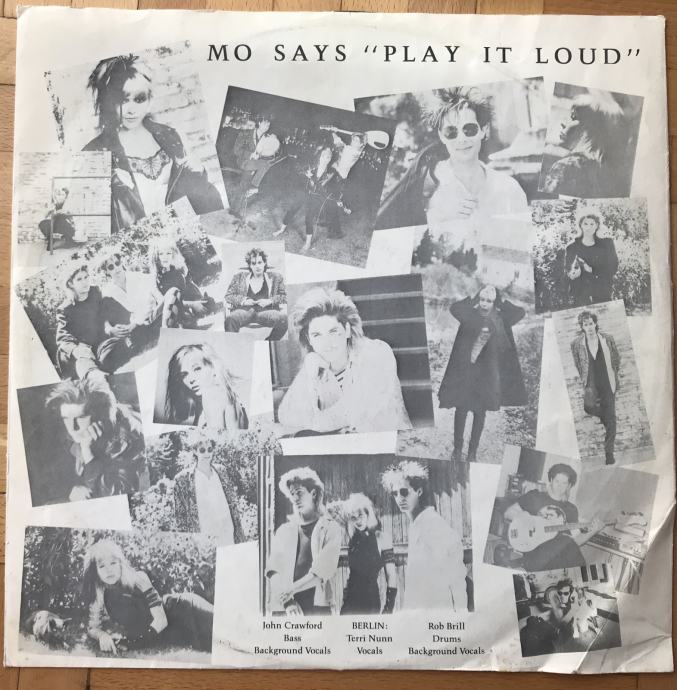 MO SAYS “PLAY IT LOUD”
John Crawford
Bass
Background Vocals
BERLIN:
Terri Nunn
Vocals
Rob Brill
Drums
Background Vocals